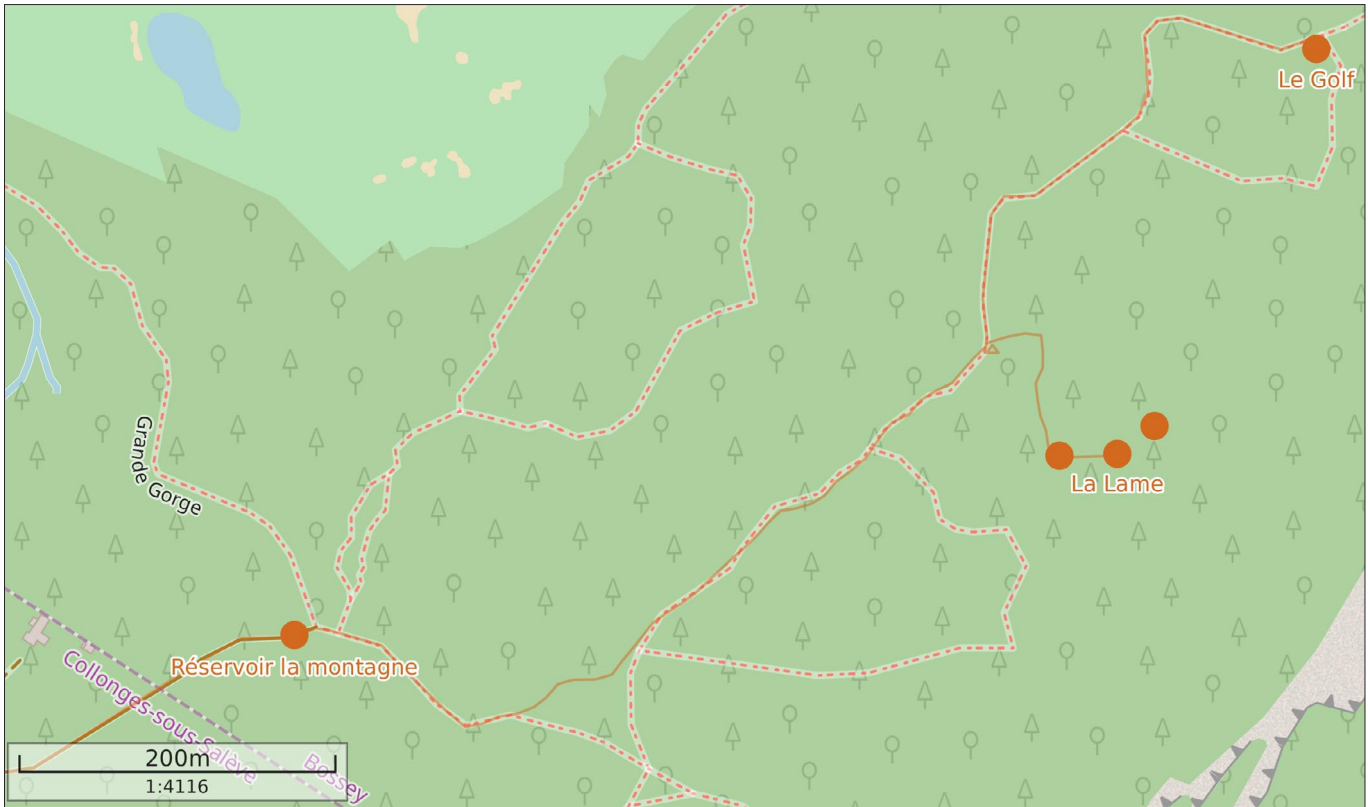 Le Golf
Grande Gorge
La Lame
Réservoir la montagne
Collonges-sous-Salève
Bossey
200m
1:4116